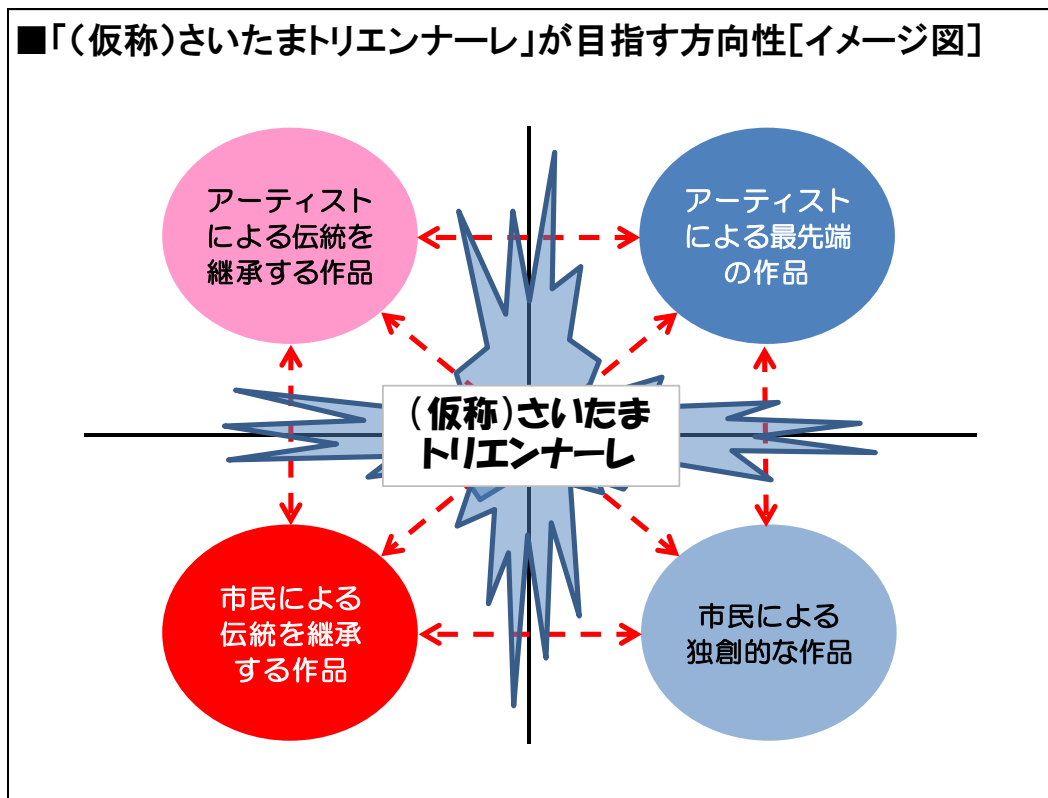 ■「(仮称)さいたまトリエンナーレ」が目指す方向性[イメージ図]
アーティスト
による伝統を
継承する作品
アーティスト
による最先端
の作品
(仮称)さいたま
トリエンナーレ
市民による
伝統を継承
する作品
市民による
独創的な作品